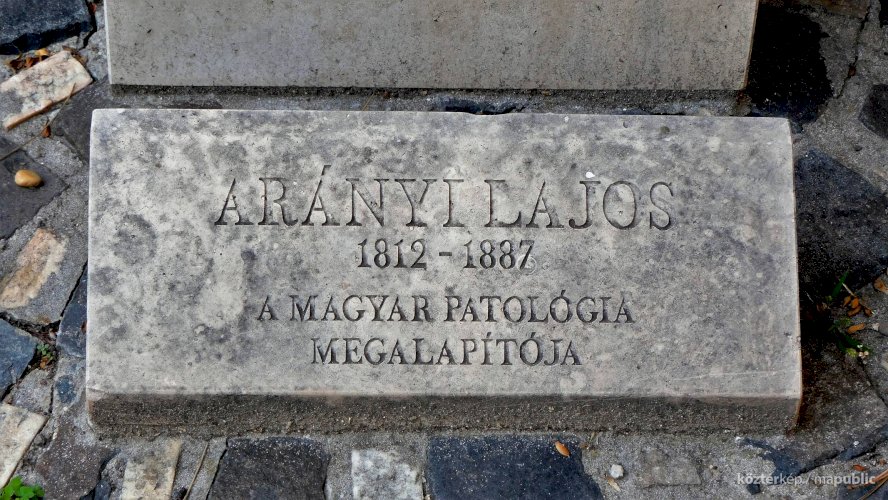 ARÁNYI LAJOS
1812 - 1887
A MAGYAR PATOLÓGIA
MEGALAPÍTÓJA
köztérkép / mapublic